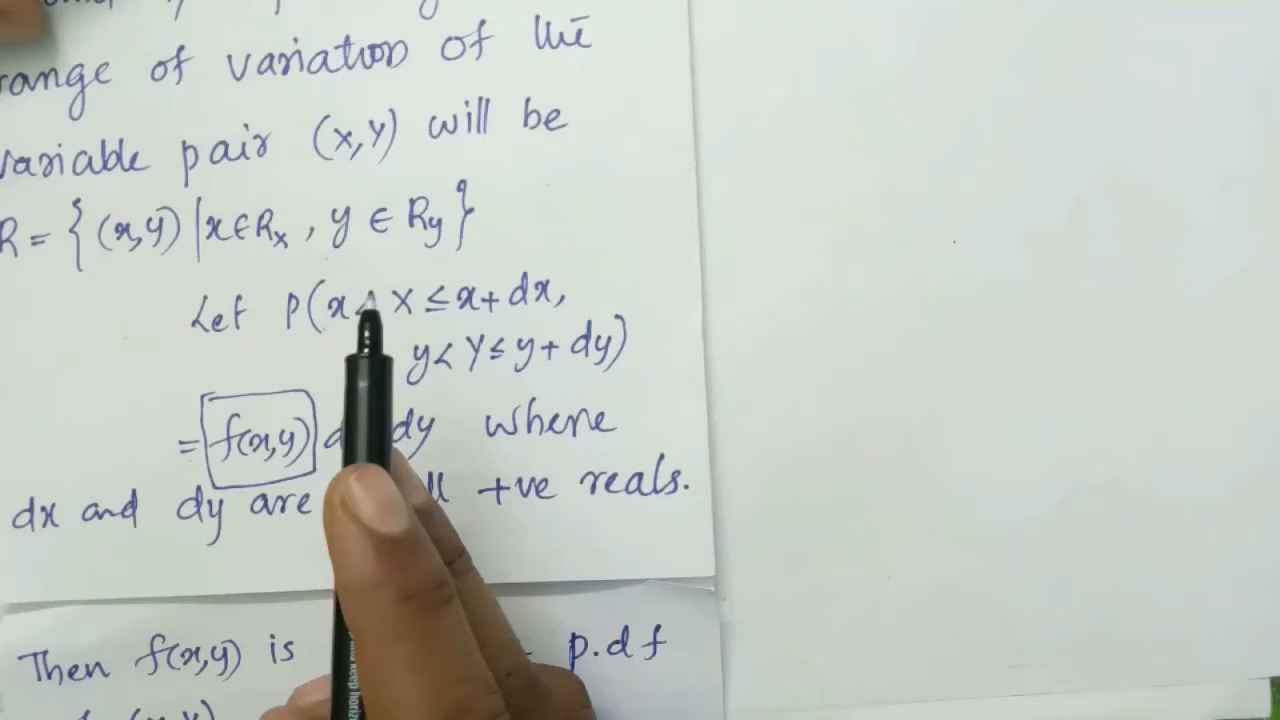 range of variation of the
variable pair (X,Y) will be
R = { (x,y) | x ∈ Rx , y ∈ Ry }
Let P(x < X ≤ x + dx,
y < Y ≤ y + dy)
= f(x,y) dy where
dx and dy are +ve reals.
Then f(x,y) is p.d f
(X,Y)